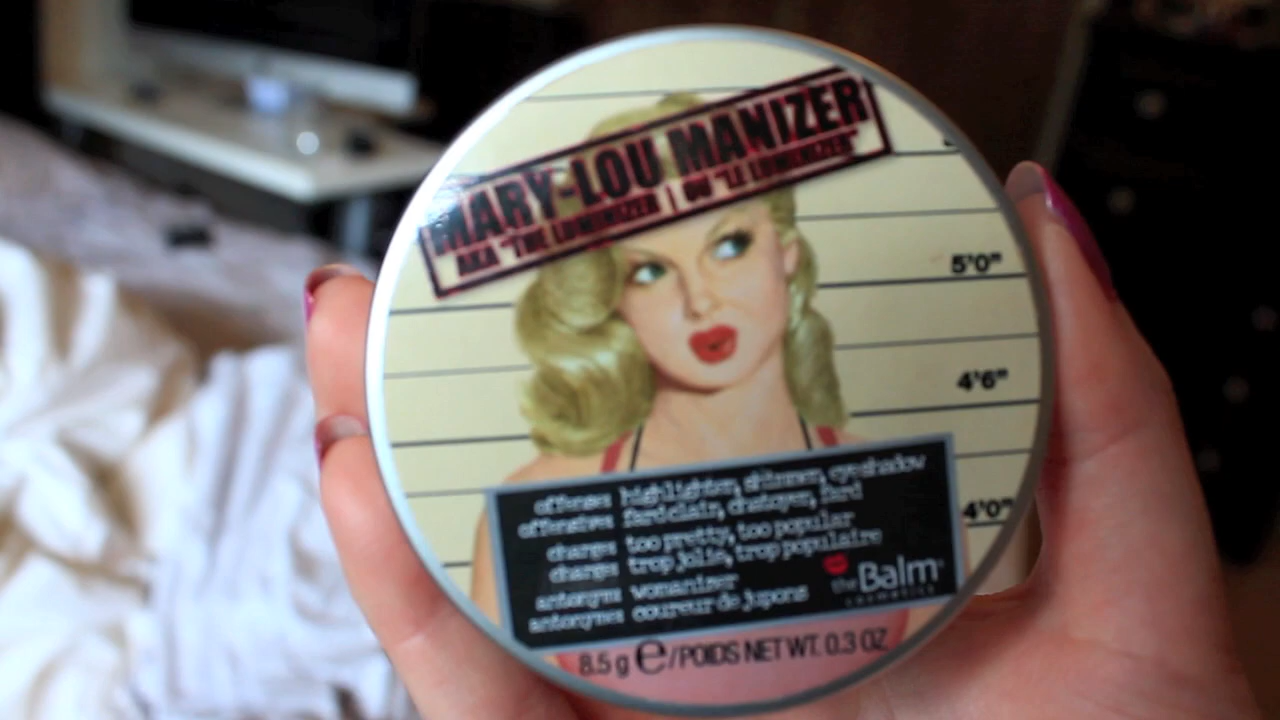 MARY-LOU MANIZER
AKA "THE LUMINIZER" | OU "LE LUMINIZER"
5'0"
4'6"
4'0"
offense: highlighter, shimmer, eyeshadow
offensive: fard clair, chatoyer, fard
charge: too pretty, too popular
charge: trop jolie, trop populaire
antonym: womanizer
antonyme: coureur de jupons
theBalm®
cosmetics
8.5 g ℮/POIDS NET WT. 0.3 OZ